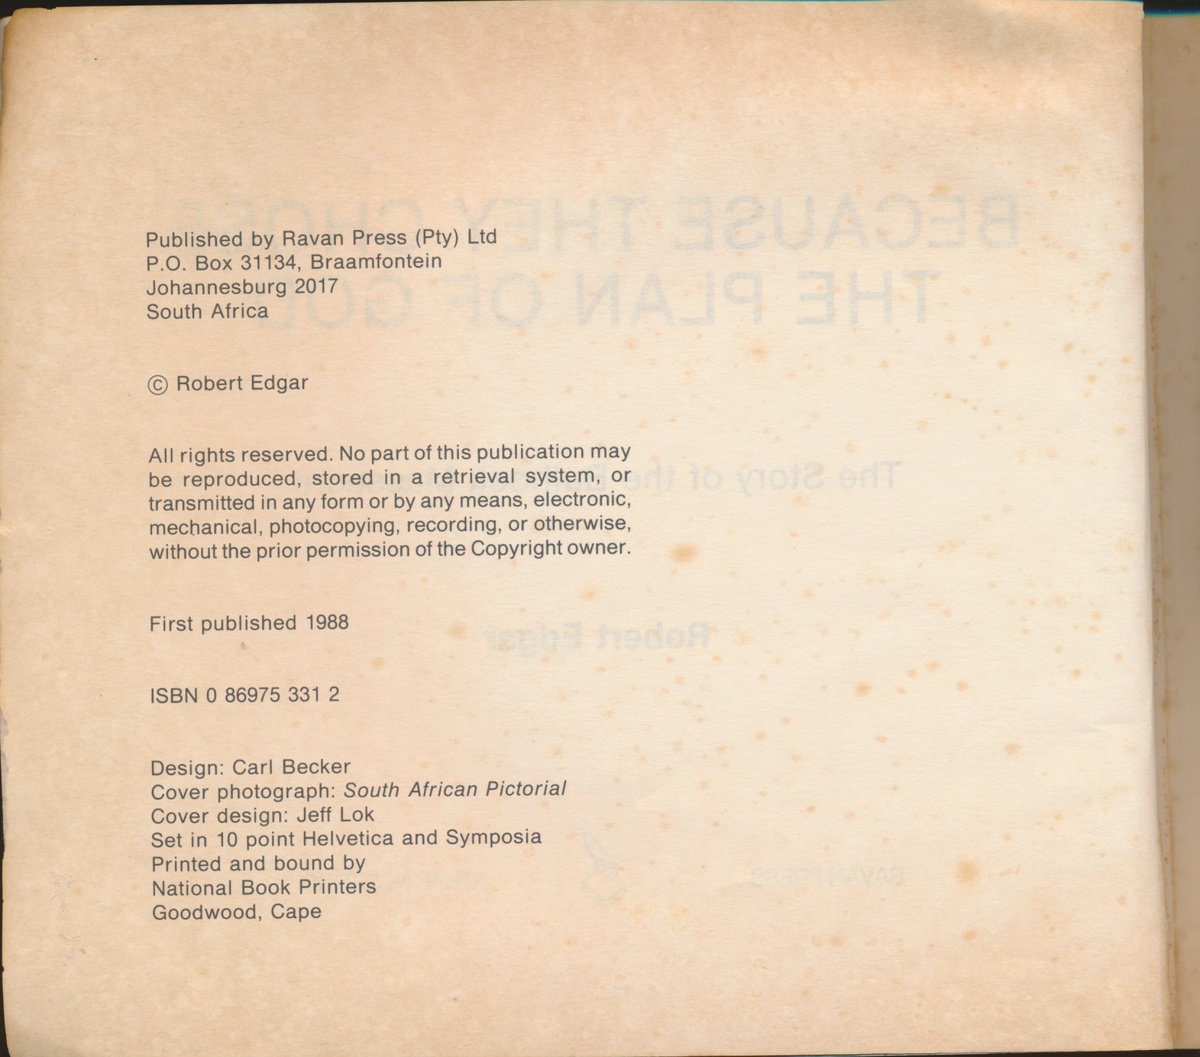 Published by Ravan Press (Pty) Ltd
P.O. Box 31134, Braamfontein
Johannesburg 2017
South Africa
© Robert Edgar
All rights reserved. No part of this publication may
be reproduced, stored in a retrieval system, or
transmitted in any form or by any means, electronic,
mechanical, photocopying, recording, or otherwise,
without the prior permission of the Copyright owner.
First published 1988
ISBN 0 86975 331 2
Design: Carl Becker
Cover photograph: South African Pictorial
Cover design: Jeff Lok
Set in 10 point Helvetica and Symposia
Printed and bound by
National Book Printers
Goodwood, Cape